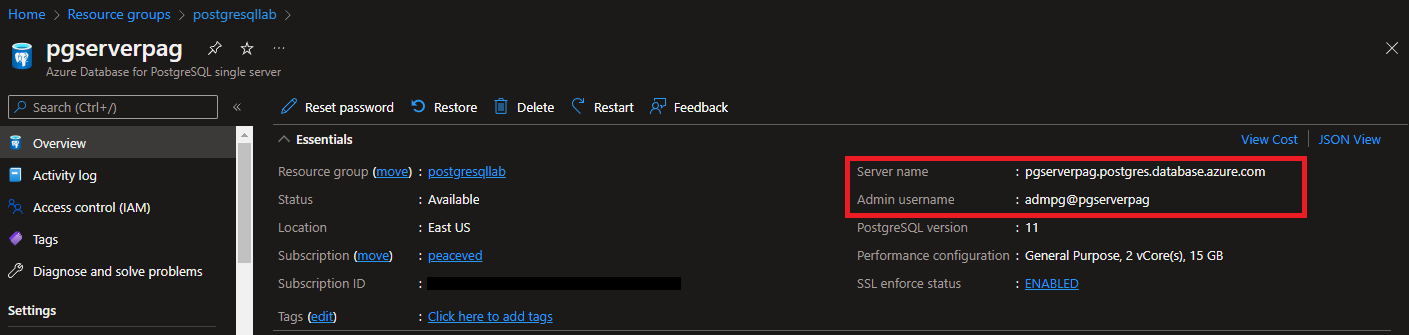 Home > Resource groups > postgresqllab >
pgserverpag
Azure Database for PostgreSQL single server
Search (Ctrl+/)
Overview
Activity log
Access control (IAM)
Tags
Diagnose and solve problems
Settings
Reset password Restore Delete Restart Feedback
Essentials
View Cost JSON View
Resource group (move) : postgresqllab
Status : Available
Location : East US
Subscription (move) : peaceved
Subscription ID :
Tags (edit) : Click here to add tags
Server name : pgserverpag.postgres.database.azure.com
Admin username : admpg@pgserverpag
PostgreSQL version : 11
Performance configuration : General Purpose, 2 vCore(s), 15 GB
SSL enforce status : ENABLED